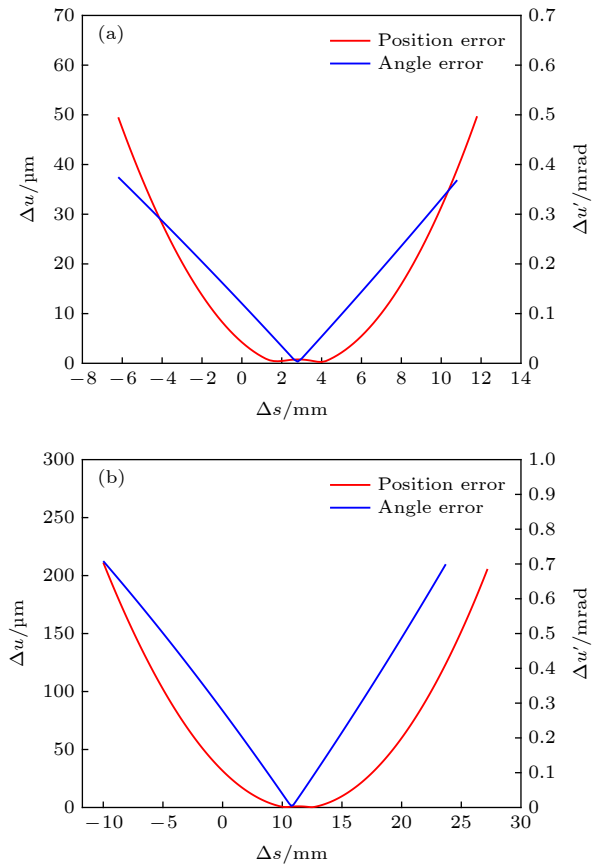 (a)
Position error
Angle error
70
60
50
40
30
20
10
0
Δu/μm
0.7
0.6
0.5
0.4
0.3
0.2
0.1
0
Δu′/mrad
−8 −6 −4 −2 0 2 4 6 8 10 12 14
Δs/mm
(b)
Position error
Angle error
300
250
200
150
100
50
0
Δu/μm
1.0
0.9
0.8
0.7
0.6
0.5
0.4
0.3
0.2
0.1
0
Δu′/mrad
−10 −5 0 10 15 20 25 30
Δs/mm